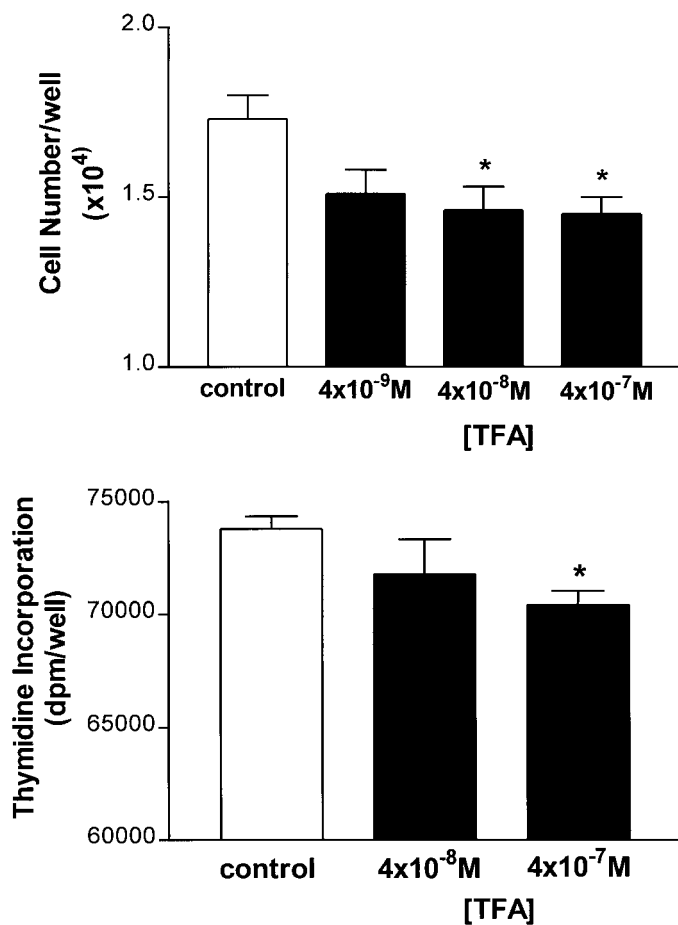 2.0
Cell Number/well
(x10⁴)
1.5
*
*
1.0
control 4x10⁻⁹M 4x10⁻⁸M 4x10⁻⁷M
[TFA]
75000
Thymidine Incorporation
(dpm/well)
*
70000
65000
60000
control 4x10⁻⁸M 4x10⁻⁷M
[TFA]